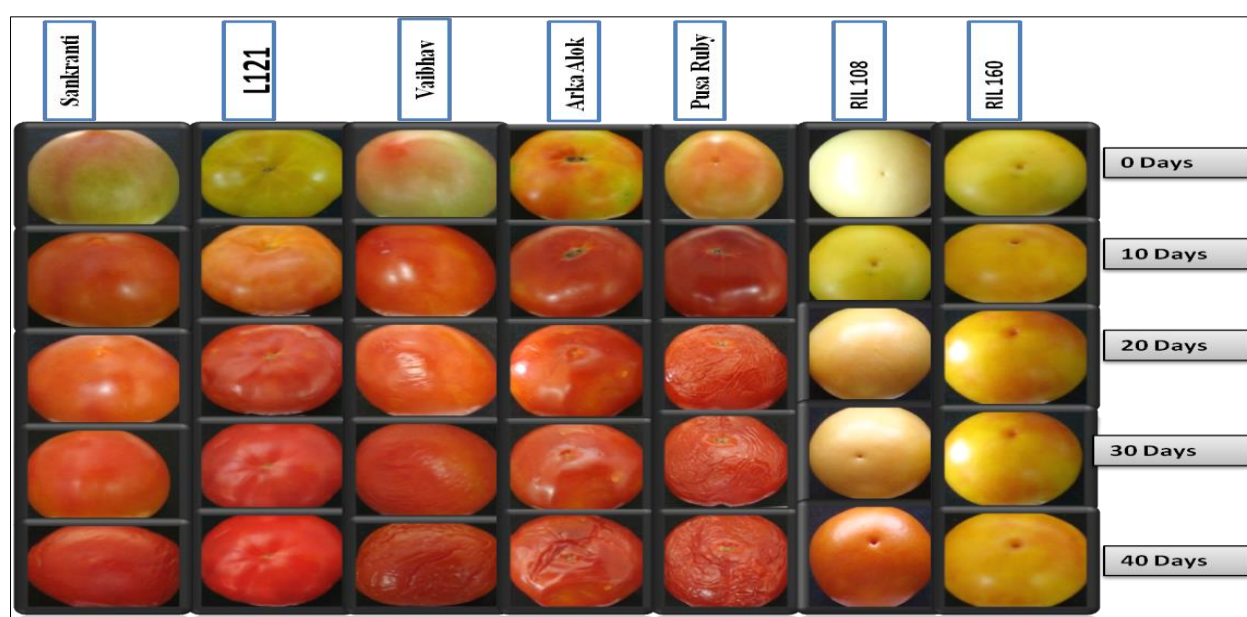 Sankranti
L121
Vaibhav
Arka Alok
Pusa Ruby
RIL 108
RIL 160
0 Days
10 Days
20 Days
30 Days
40 Days